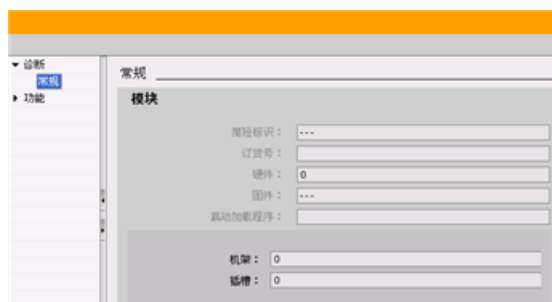 诊断
常规
功能
常规
模块
简短标识： ---
订货号：
硬件： 0
固件： ---
启动加载程序：
机架： 0
插槽： 0